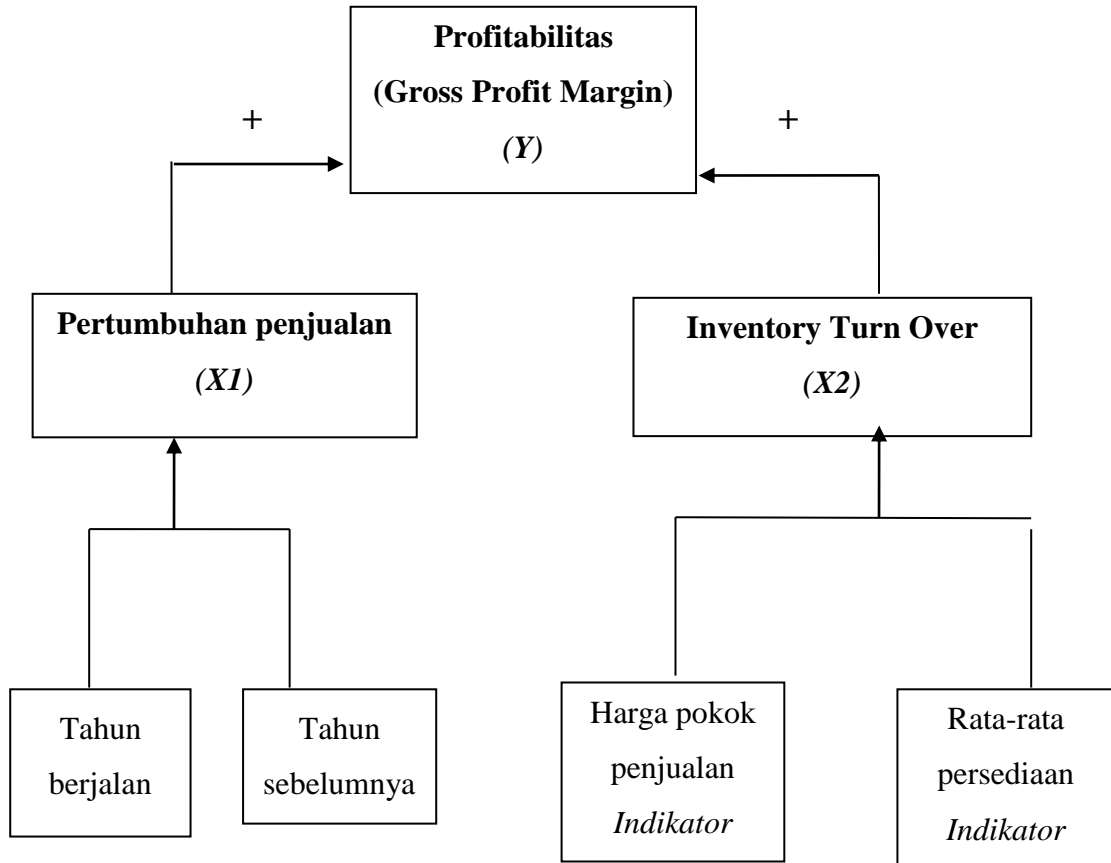 Profitabilitas
(Gross Profit Margin)
(Y)
+
+
Pertumbuhan penjualan
(X1)
Inventory Turn Over
(X2)
Tahun
berjalan
Tahun
sebelumnya
Harga pokok
penjualan
Indikator
Rata-rata
persediaan
Indikator